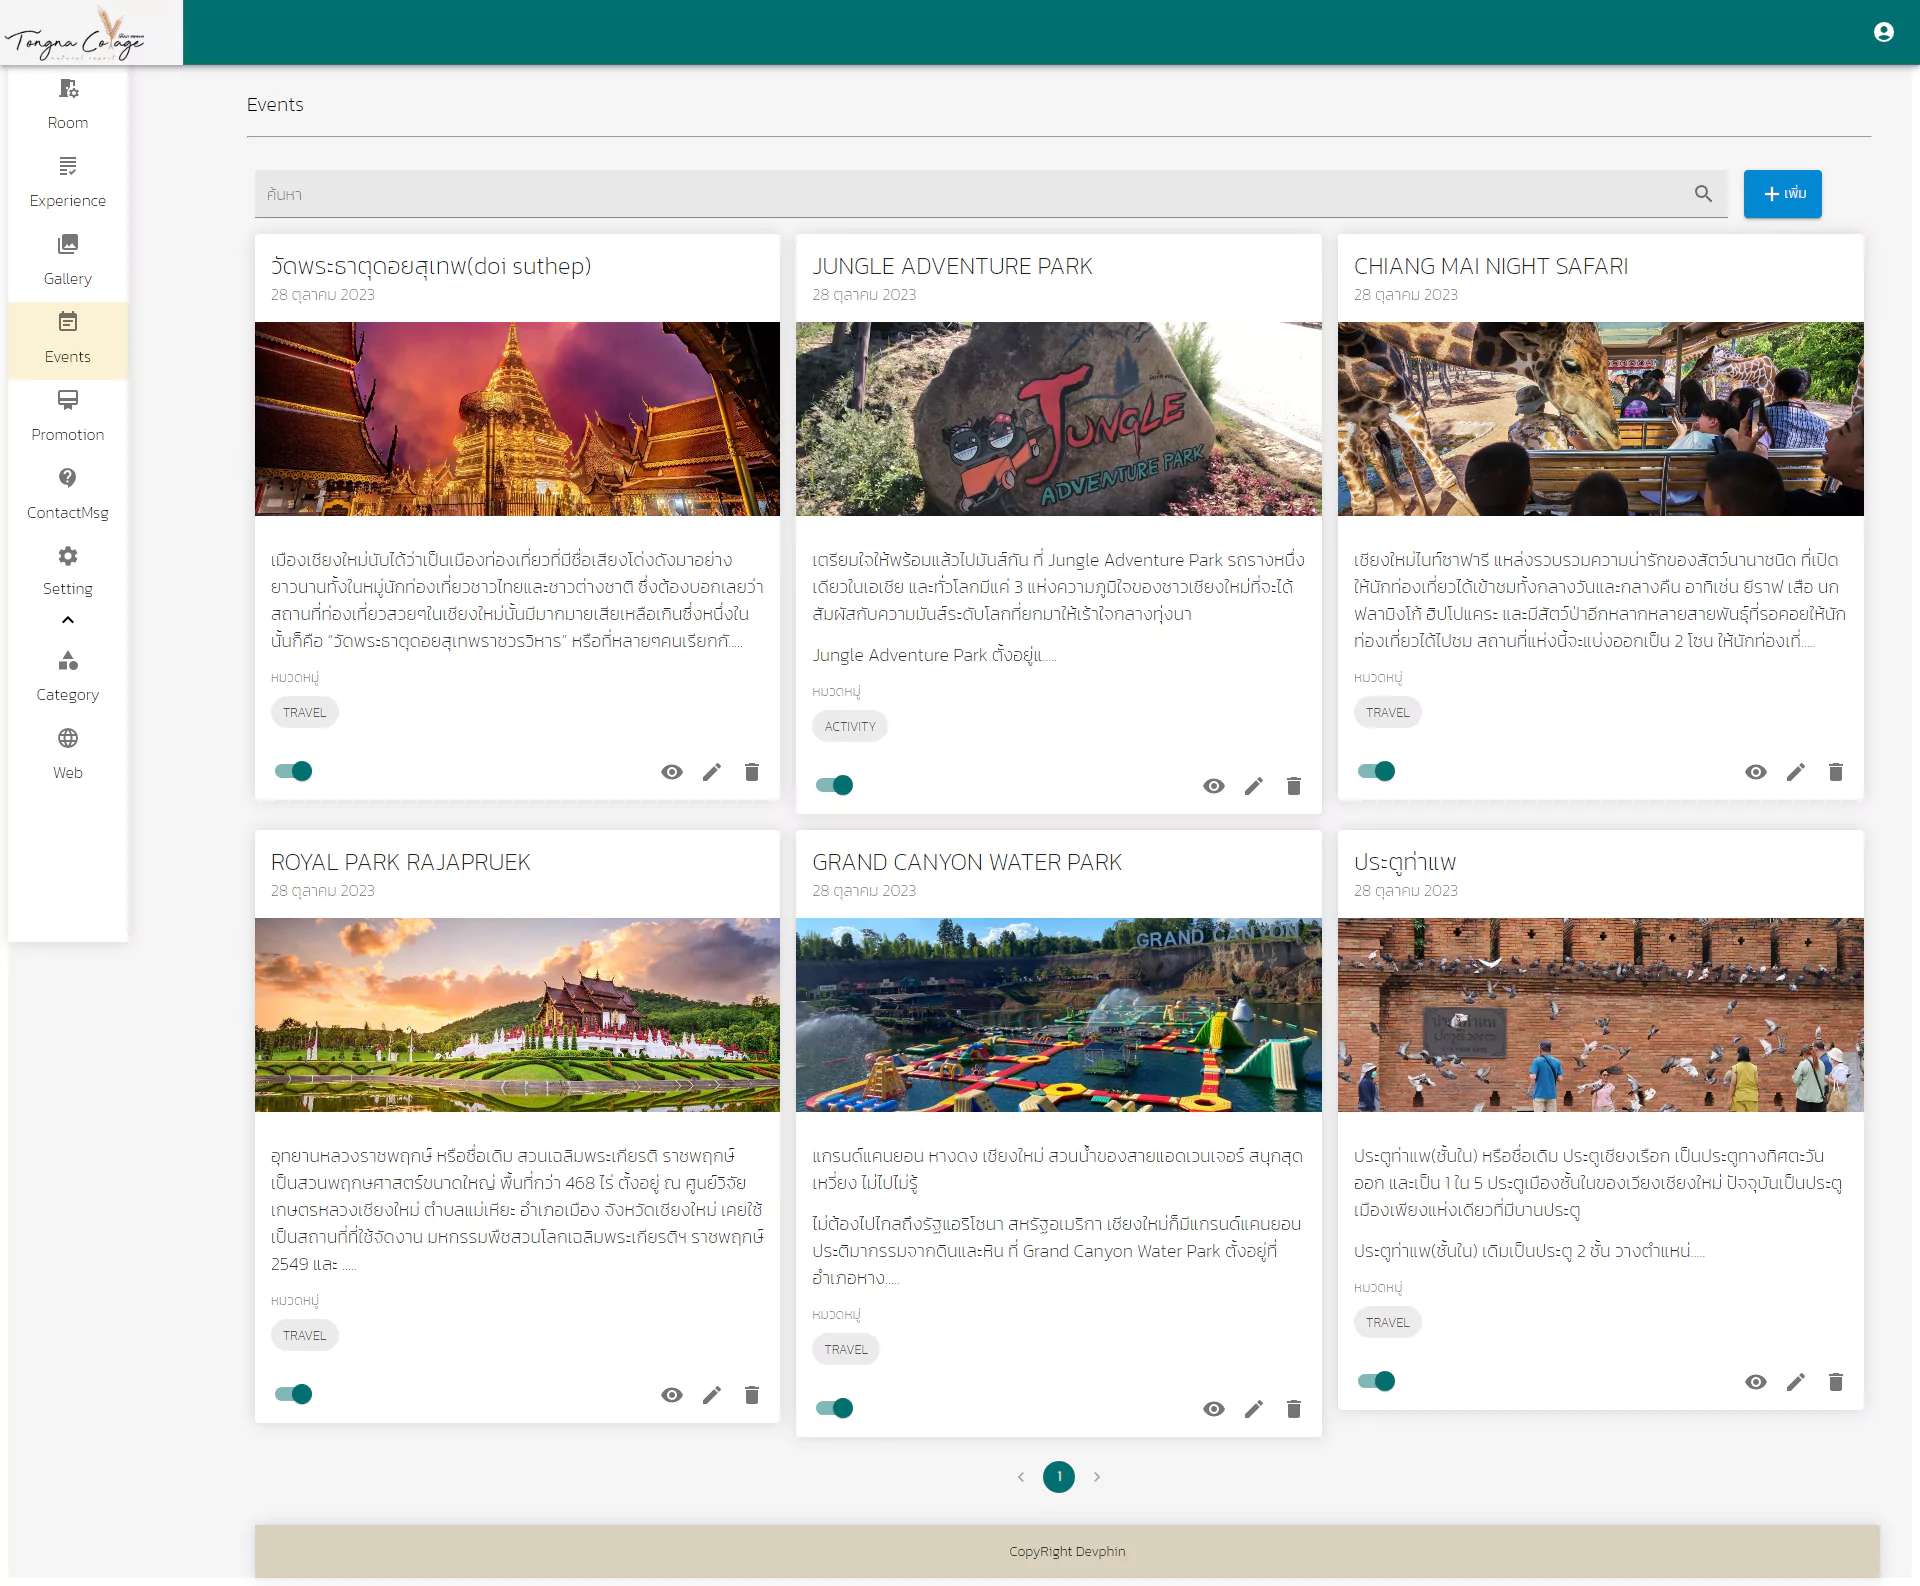 Tongna Cotage
natural resort
Events
Room
Experience
Gallery
Events
Promotion
ContactMsg
Setting
Category
Web
ค้นหา
เพิ่ม
วัดพระธาตุดอยสุเทพ(doi suthep)
28 ตุลาคม 2023
เมืองเชียงใหม่นับได้ว่าเป็นเมืองท่องเที่ยวที่มีชื่อเสียงโด่งดังมาอย่าง
ยาวนานทั้งในหมู่นักท่องเที่ยวชาวไทยและชาวต่างชาติ ซึ่งต้องบอกเลยว่า
สถานที่ท่องเที่ยวสวยๆในเชียงใหม่นั้นมีมากมายเสียเหลือเกินซึ่งหนึ่งใน
นั้นก็คือ “วัดพระธาตุดอยสุเทพราชวรวิหาร” หรือที่หลายๆคนเรียกกั.....
หมวดหมู่
TRAVEL
JUNGLE ADVENTURE PARK
28 ตุลาคม 2023
JUNGLE
ADVENTURE PARK
เตรียมใจให้พร้อมแล้วไปมันส์กัน ที่ Jungle Adventure Park รถรางหนึ่ง
เดียวในเอเชีย และทั่วโลกมีแค่ 3 แห่งความภูมิใจของชาวเชียงใหม่ที่จะได้
สัมผัสกับความมันส์ระดับโลกที่ยกมาให้เร้าใจกลางทุ่งนา
Jungle Adventure Park ตั้งอยู่แ.....
หมวดหมู่
ACTIVITY
CHIANG MAI NIGHT SAFARI
28 ตุลาคม 2023
เชียงใหม่ไนท์ซาฟารี แหล่งรวบรวมความน่ารักของสัตว์นานาชนิด ที่เปิด
ให้นักท่องเที่ยวได้เข้าชมทั้งกลางวันและกลางคืน อาทิเช่น ยีราฟ เสือ นก
ฟลามิงโก้ ฮิปโปแคระ และมีสัตว์ป่าอีกหลากหลายสายพันธุ์ที่รอคอยให้นัก
ท่องเที่ยวได้ไปชม สถานที่แห่งนี้จะแบ่งออกเป็น 2 โซน ให้นักท่องเที่.....
หมวดหมู่
TRAVEL
ROYAL PARK RAJAPRUEK
28 ตุลาคม 2023
อุทยานหลวงราชพฤกษ์ หรือชื่อเดิม สวนเฉลิมพระเกียรติ ราชพฤกษ์
เป็นสวนพฤกษศาสตร์ขนาดใหญ่ พื้นที่กว่า 468 ไร่ ตั้งอยู่ ณ ศูนย์วิจัย
เกษตรหลวงเชียงใหม่ ตำบลแม่เหียะ อำเภอเมือง จังหวัดเชียงใหม่ เคยใช้
เป็นสถานที่ที่ใช้จัดงาน มหกรรมพืชสวนโลกเฉลิมพระเกียรติฯ ราชพฤกษ์
2549 และ .....
หมวดหมู่
TRAVEL
GRAND CANYON WATER PARK
28 ตุลาคม 2023
GRAND CANYON
แกรนด์แคนยอน หางดง เชียงใหม่ สวนน้ำของสายแอดเวนเจอร์ สนุกสุด
เหวี่ยง ไม่ไปไม่รู้
ไม่ต้องไปไกลถึงรัฐแอริโซนา สหรัฐอเมริกา เชียงใหม่ก็มีแกรนด์แคนยอน
ประติมากรรมจากดินและหิน ที่ Grand Canyon Water Park ตั้งอยู่ที่
อำเภอหาง.....
หมวดหมู่
TRAVEL
ประตูท่าแพ
28 ตุลาคม 2023
ประตูท่าแพ(ชั้นใน) หรือชื่อเดิม ประตูเชียงเรือก เป็นประตูทางทิศตะวัน
ออก และเป็น 1 ใน 5 ประตูเมืองชั้นในของเวียงเชียงใหม่ ปัจจุบันเป็นประตู
เมืองเพียงแห่งเดียวที่มีบานประตู
ประตูท่าแพ(ชั้นใน) เดิมเป็นประตู 2 ชั้น วางตำแหน่.....
หมวดหมู่
TRAVEL
1
CopyRight Devphin